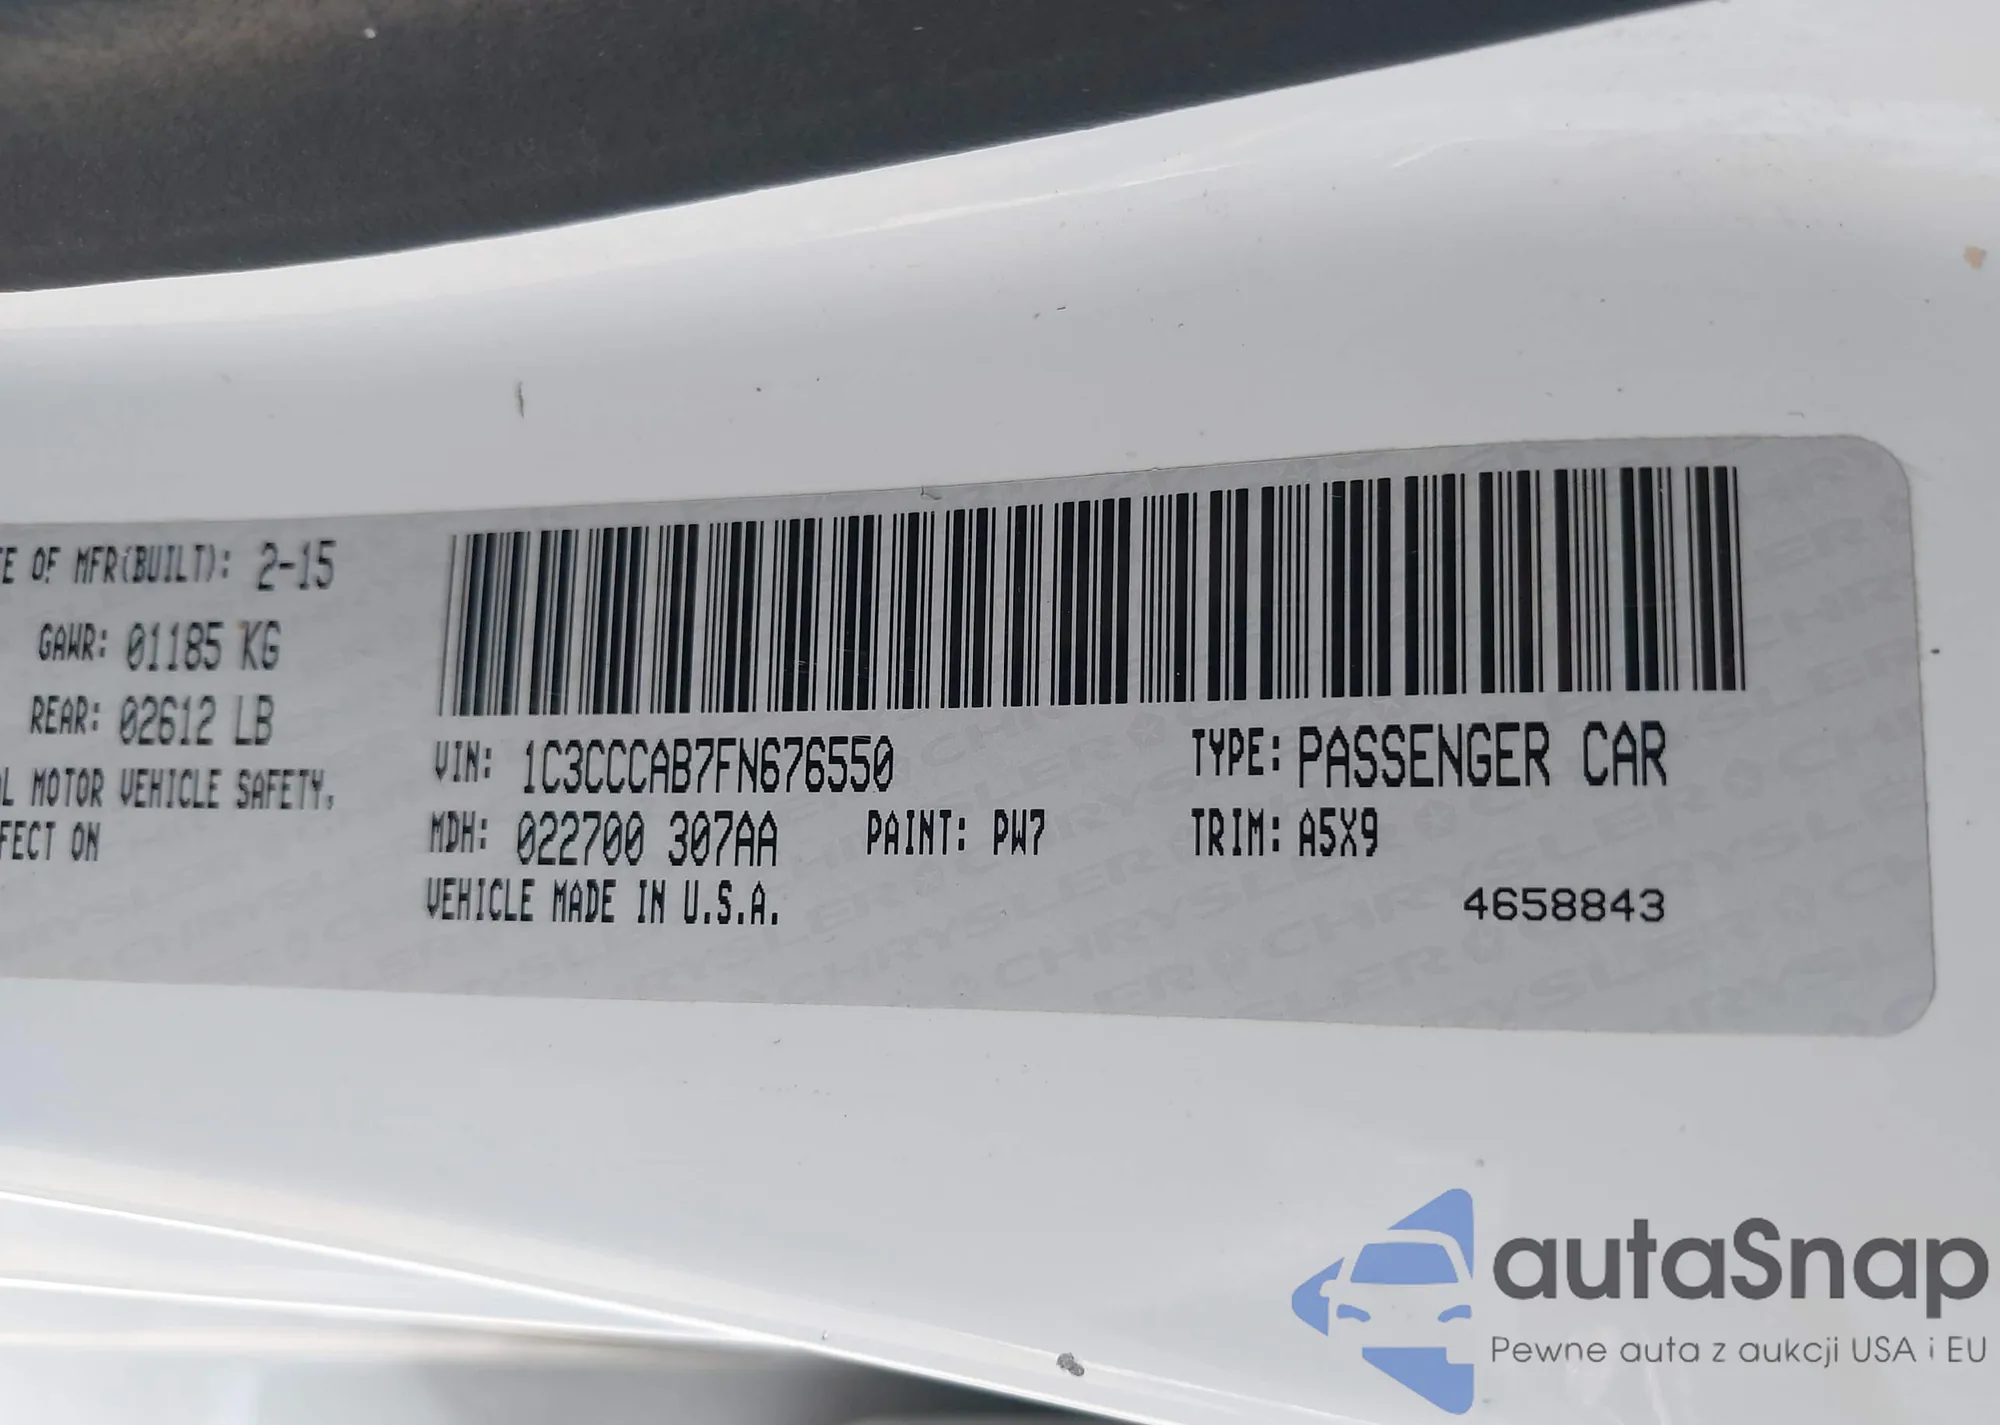 TE OF MFR(BUILT): 2-15
GAWR: 01185 KG
REAR: 02612 LB
L MOTOR VEHICLE SAFETY,
FECT ON
VIN: 1C3CCCAB7FN676550
TYPE: PASSENGER CAR
MDH: 022700 307AA
PAINT: PW7
TRIM: A5X9
VEHICLE MADE IN U.S.A.
4658843
autaSnap
Pewne auta z aukcji USA i EU